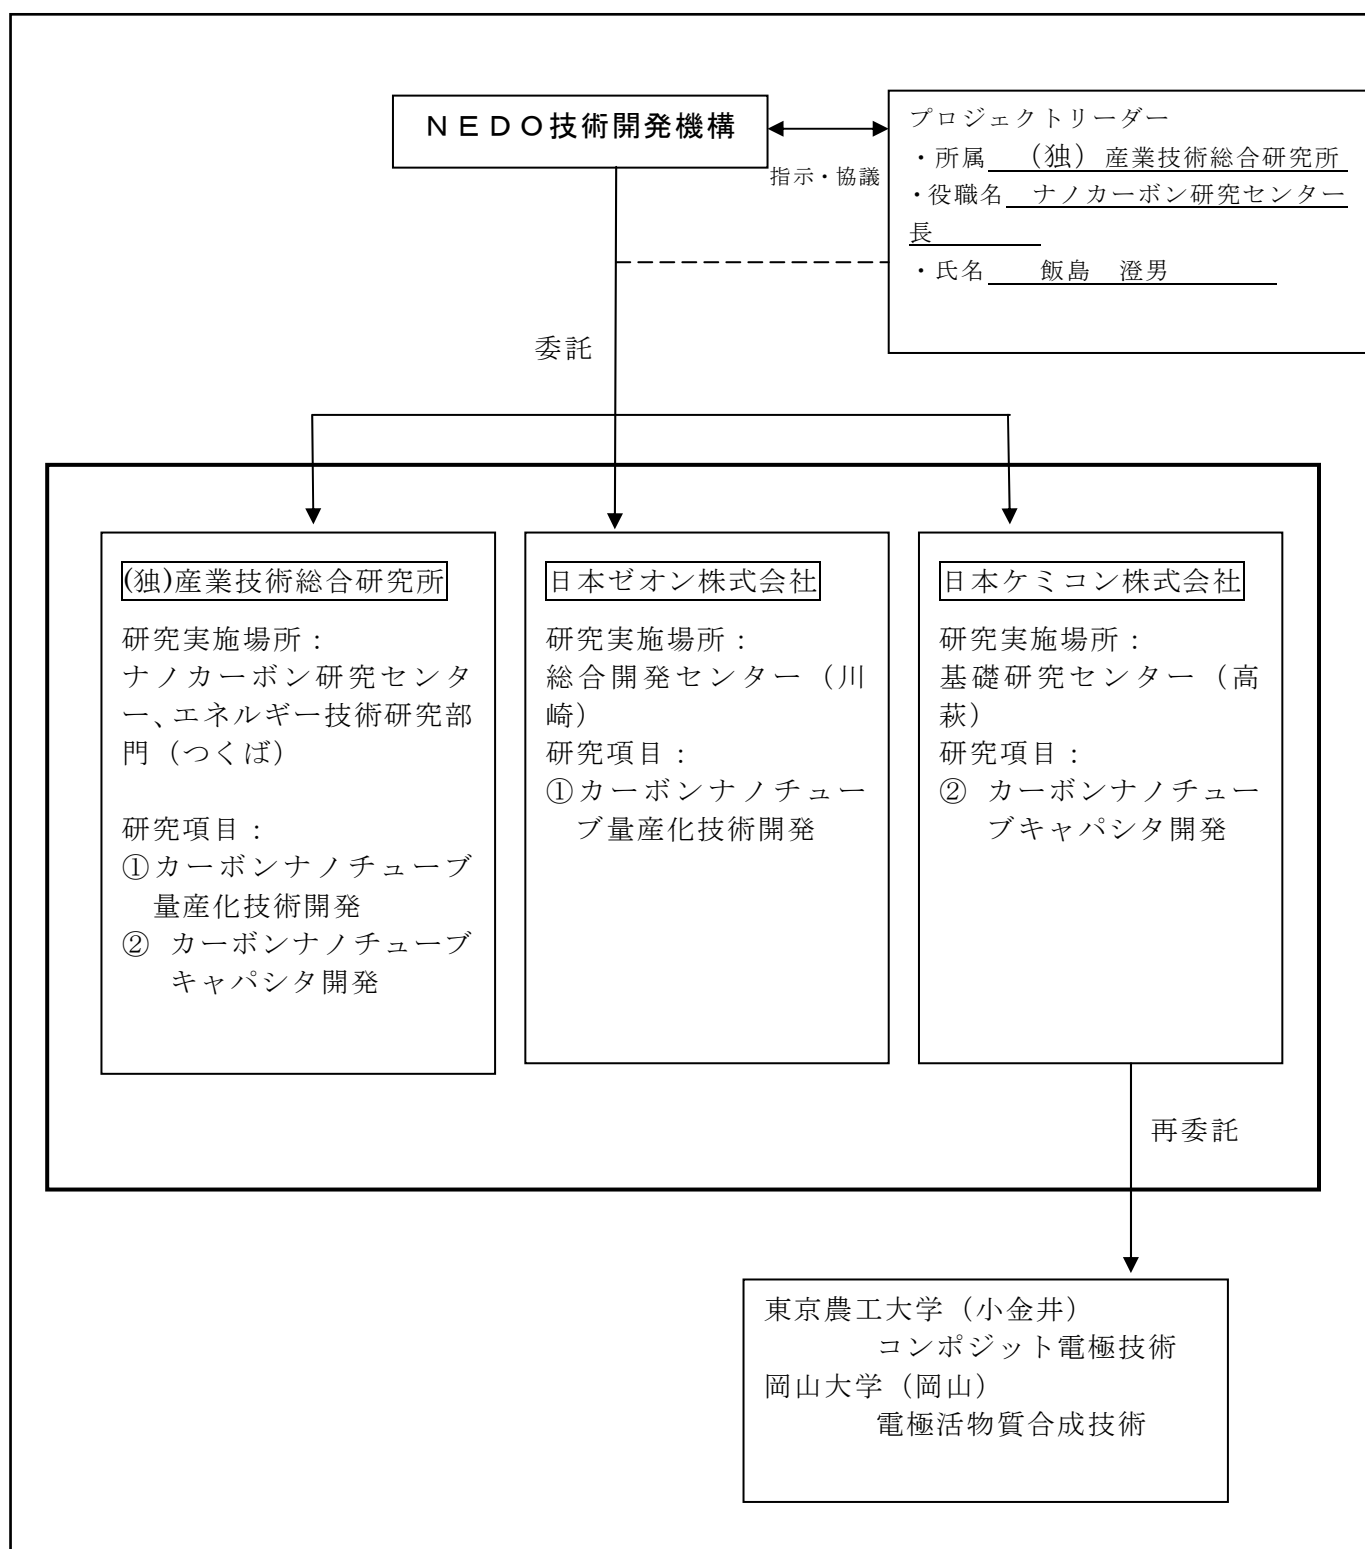 NEDO技術開発機構
指示・協議
プロジェクトリーダー
・所属　（独）産業技術総合研究所
・役職名　ナノカーボン研究センター
長
・氏名　飯島　澄男
委託
(独)産業技術総合研究所
研究実施場所：
ナノカーボン研究センタ
ー、エネルギー技術研究部
門（つくば）
研究項目：
①カーボンナノチューブ
量産化技術開発
② カーボンナノチューブ
キャパシタ開発
日本ゼオン株式会社
研究実施場所：
総合開発センター（川
崎）
研究項目：
①カーボンナノチュー
ブ量産化技術開発
日本ケミコン株式会社
研究実施場所：
基礎研究センター（高
萩）
研究項目：
② カーボンナノチュー
ブキャパシタ開発
再委託
東京農工大学（小金井）
コンポジット電極技術
岡山大学（岡山）
電極活物質合成技術